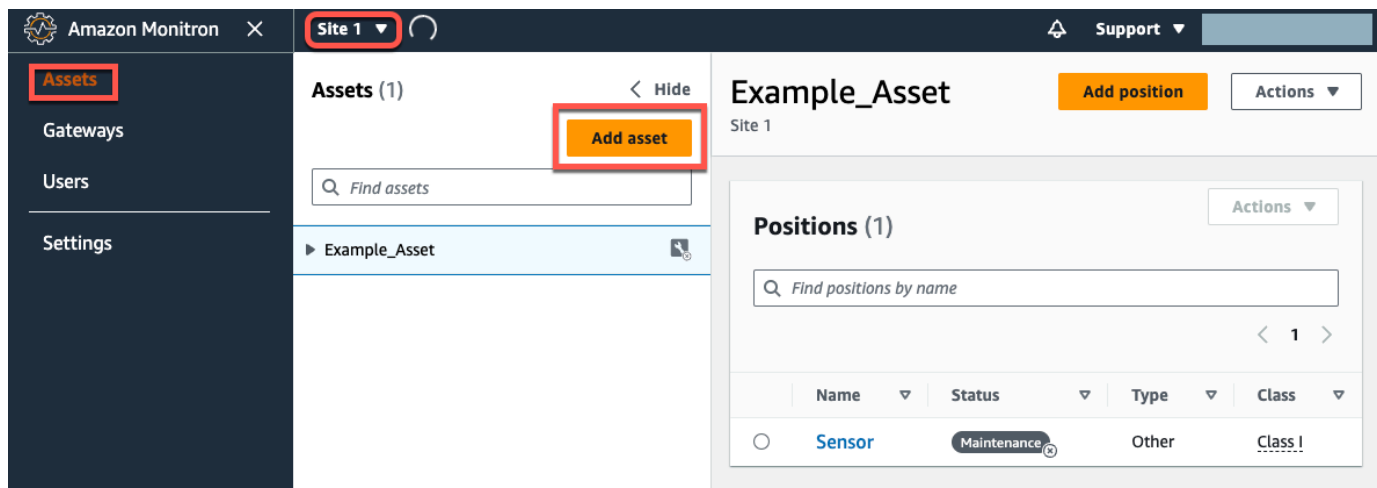 Amazon Monitron
Site 1
Support
Assets
Gateways
Users
Settings
Assets (1)
Hide
Add asset
Find assets
Example_Asset
Example_Asset
Site 1
Add position
Actions
Positions (1)
Actions
Find positions by name
1
Name Status Type Class
Sensor Maintenance Other Class I